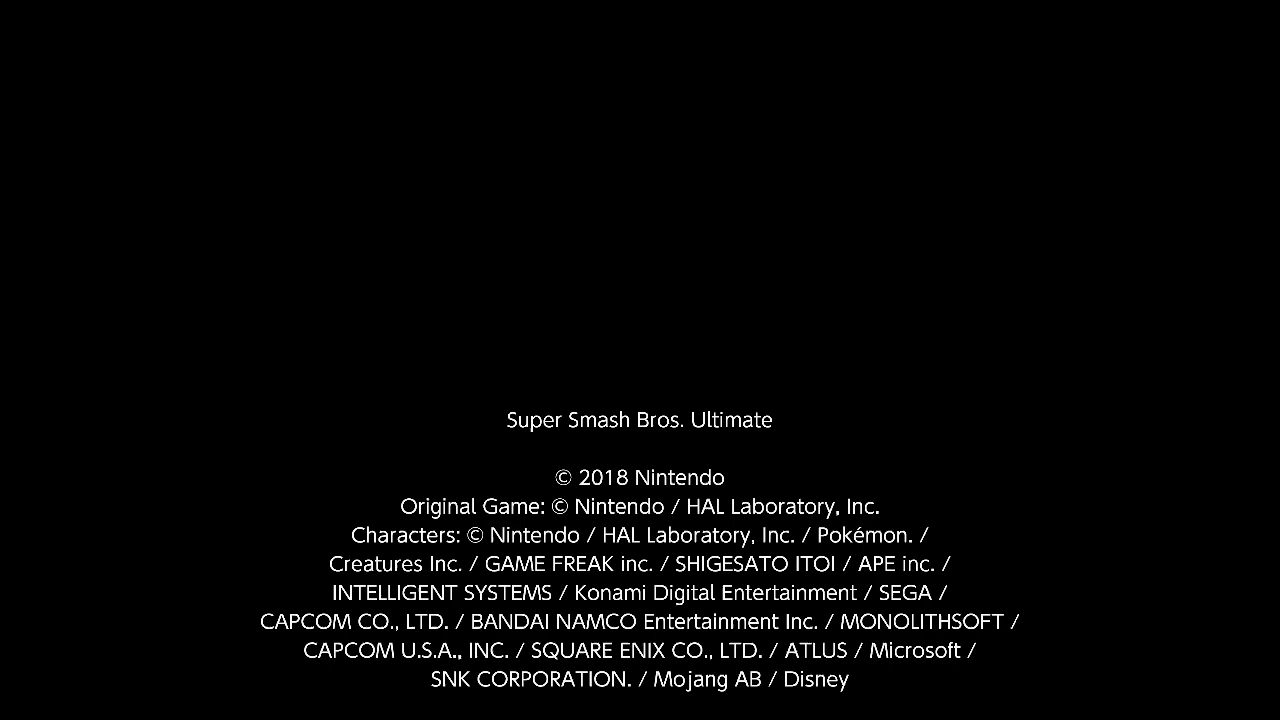 Super Smash Bros. Ultimate
© 2018 Nintendo
Original Game: © Nintendo / HAL Laboratory, Inc.
Characters: © Nintendo / HAL Laboratory, Inc. / Pokémon. /
Creatures Inc. / GAME FREAK inc. / SHIGESATO ITOI / APE inc. /
INTELLIGENT SYSTEMS / Konami Digital Entertainment / SEGA /
CAPCOM CO., LTD. / BANDAI NAMCO Entertainment Inc. / MONOLITHSOFT /
CAPCOM U.S.A., INC. / SQUARE ENIX CO., LTD. / ATLUS / Microsoft /
SNK CORPORATION. / Mojang AB / Disney